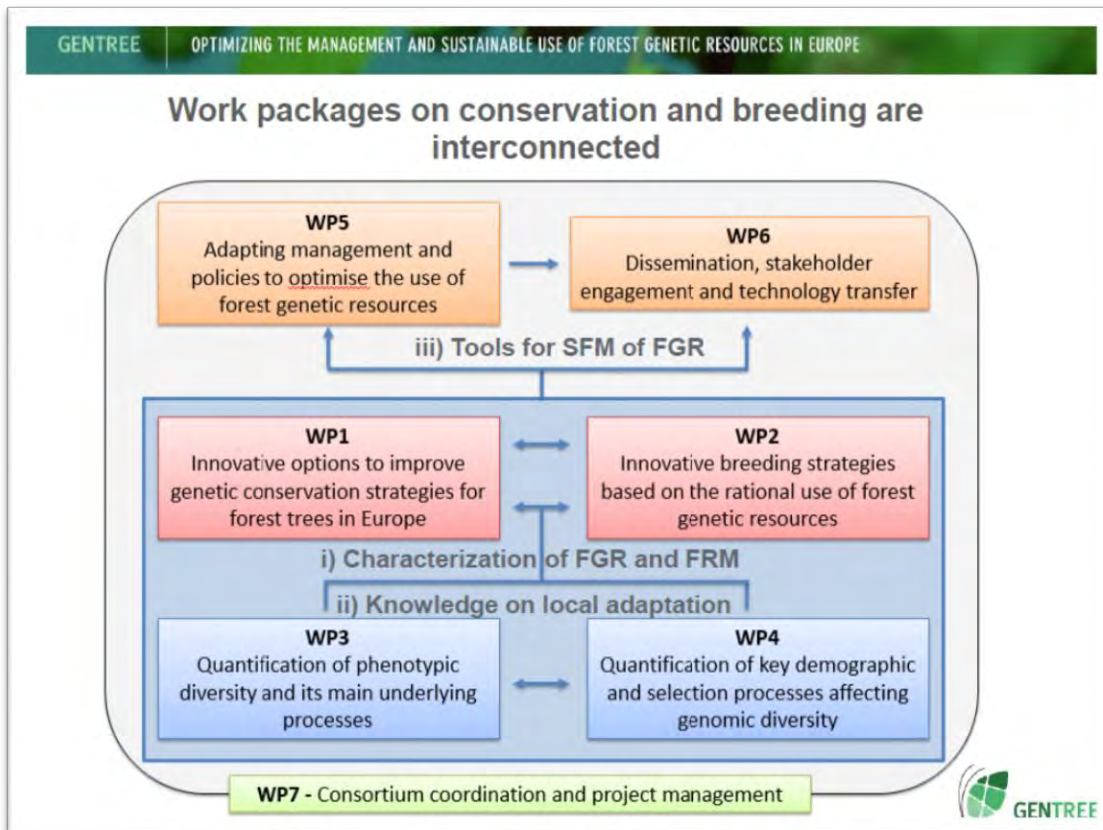 GENTREE OPTIMIZING THE MANAGEMENT AND SUSTAINABLE USE OF FOREST GENETIC RESOURCES IN EUROPE
Work packages on conservation and breeding are
interconnected
WP5
Adapting management and
policies to optimise the use of
forest genetic resources
WP6
Dissemination, stakeholder
engagement and technology transfer
iii) Tools for SFM of FGR
WP1
Innovative options to improve
genetic conservation strategies for
forest trees in Europe
WP2
Innovative breeding strategies
based on the rational use of forest
genetic resources
i) Characterization of FGR and FRM
ii) Knowledge on local adaptation
WP3
Quantification of phenotypic
diversity and its main underlying
processes
WP4
Quantification of key demographic
and selection processes affecting
genomic diversity
WP7 - Consortium coordination and project management
GENTREE